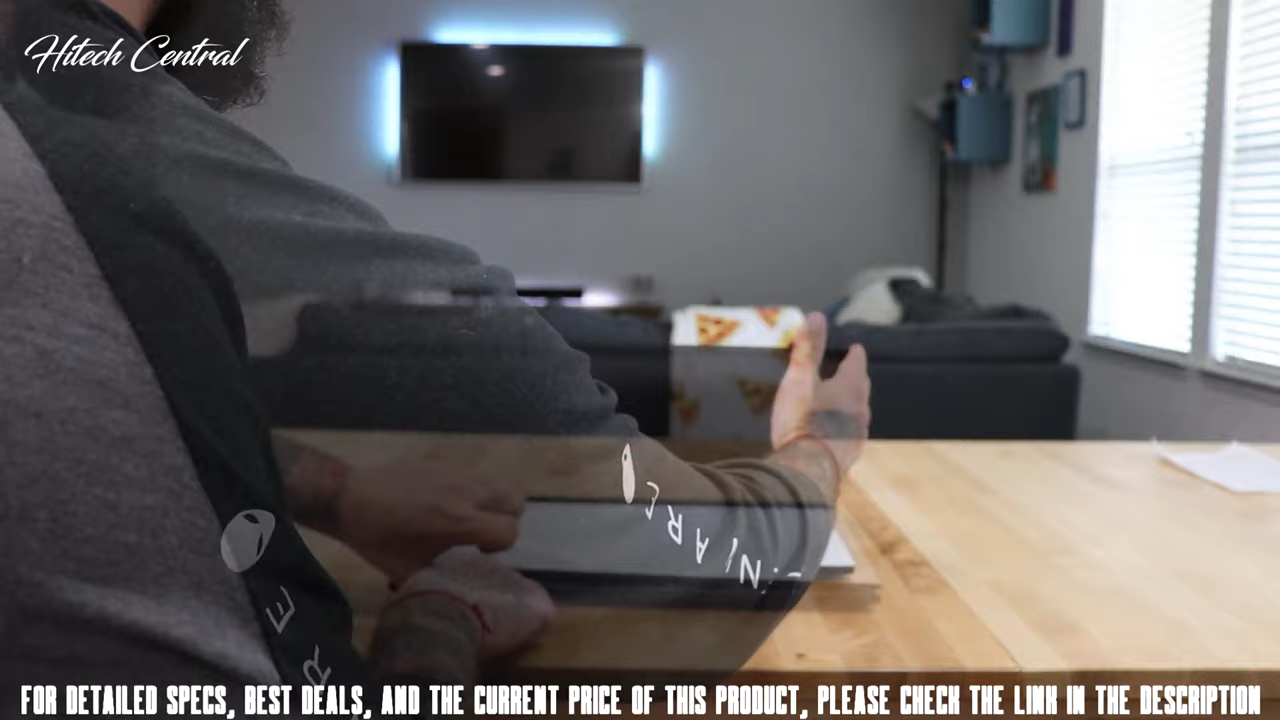 Hitech Central
FOR DETAILED SPECS, BEST DEALS, AND THE CURRENT PRICE OF THIS PRODUCT, PLEASE CHECK THE LINK IN THE DESCRIPTION